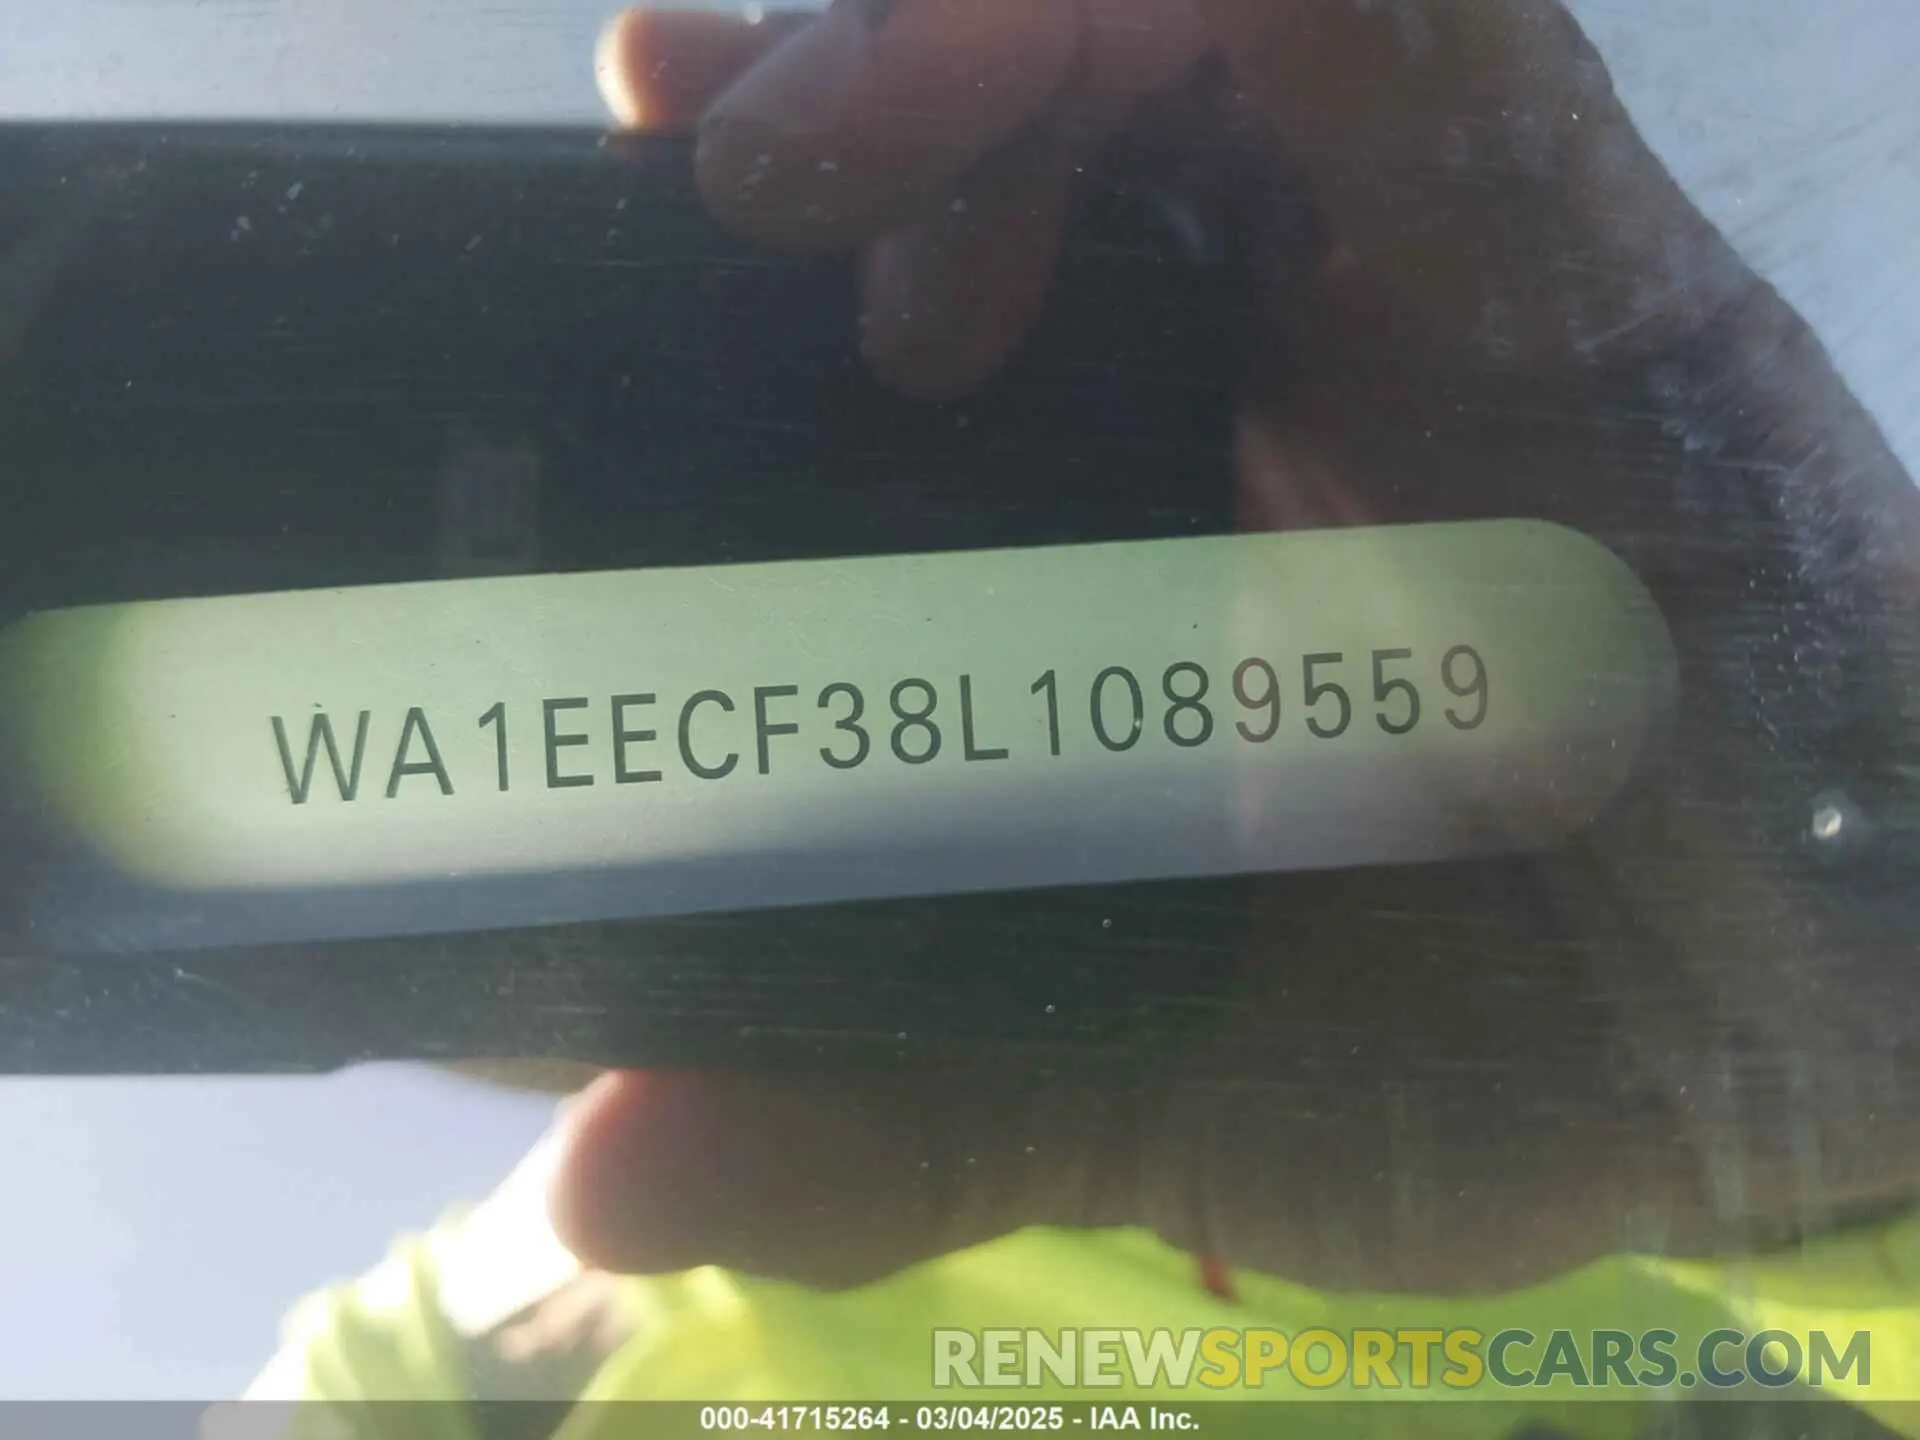 WA1EECF38L1089559
RENEWSPORTSCARS.COM
000-41715264 - 03/04/2025 - IAA Inc.